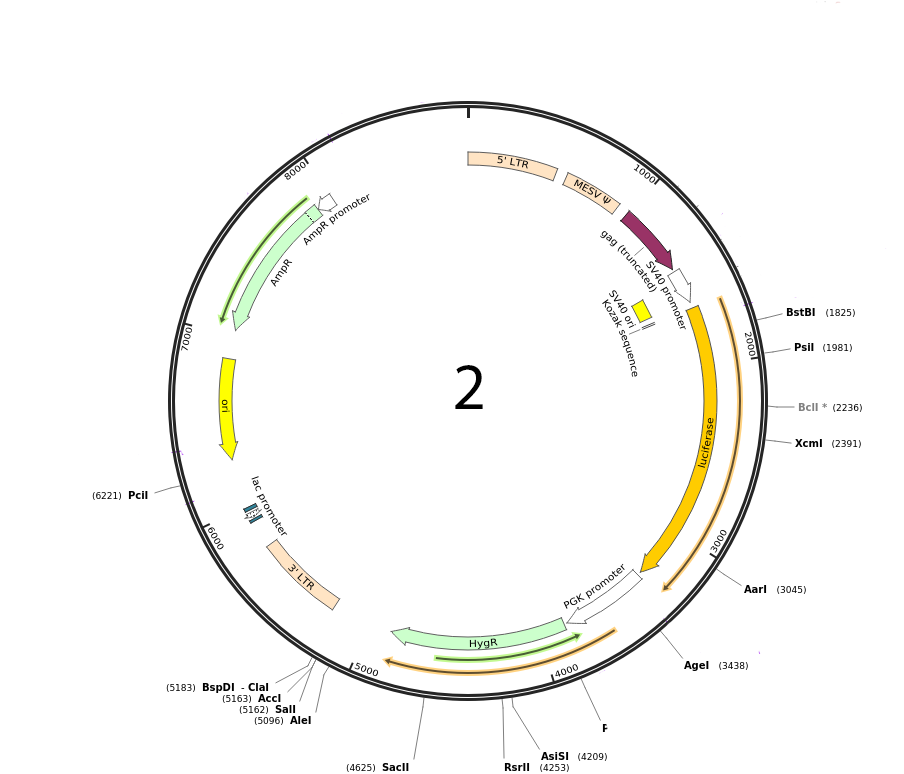 5' LTR
MESV Ψ
1000
8000
AmpR promoter
gag (truncated)
SV40 promoter
AmpR
SV40 ori
Kozak sequence
BstBI (1825)
7000
2000
PsiI (1981)
2
ori
BclI * (2236)
luciferase
XcmI (2391)
(6221) PciI
lac promoter
6000
3000
3' LTR
PGK promoter
AarI (3045)
HygR
AgeI (3438)
5000
4000
(5183) BspDI - ClaI
(5163) AccI
(5162) SalI
(5096) AleI
AsiSI (4209)
(4625) SacII
RsrII (4253)